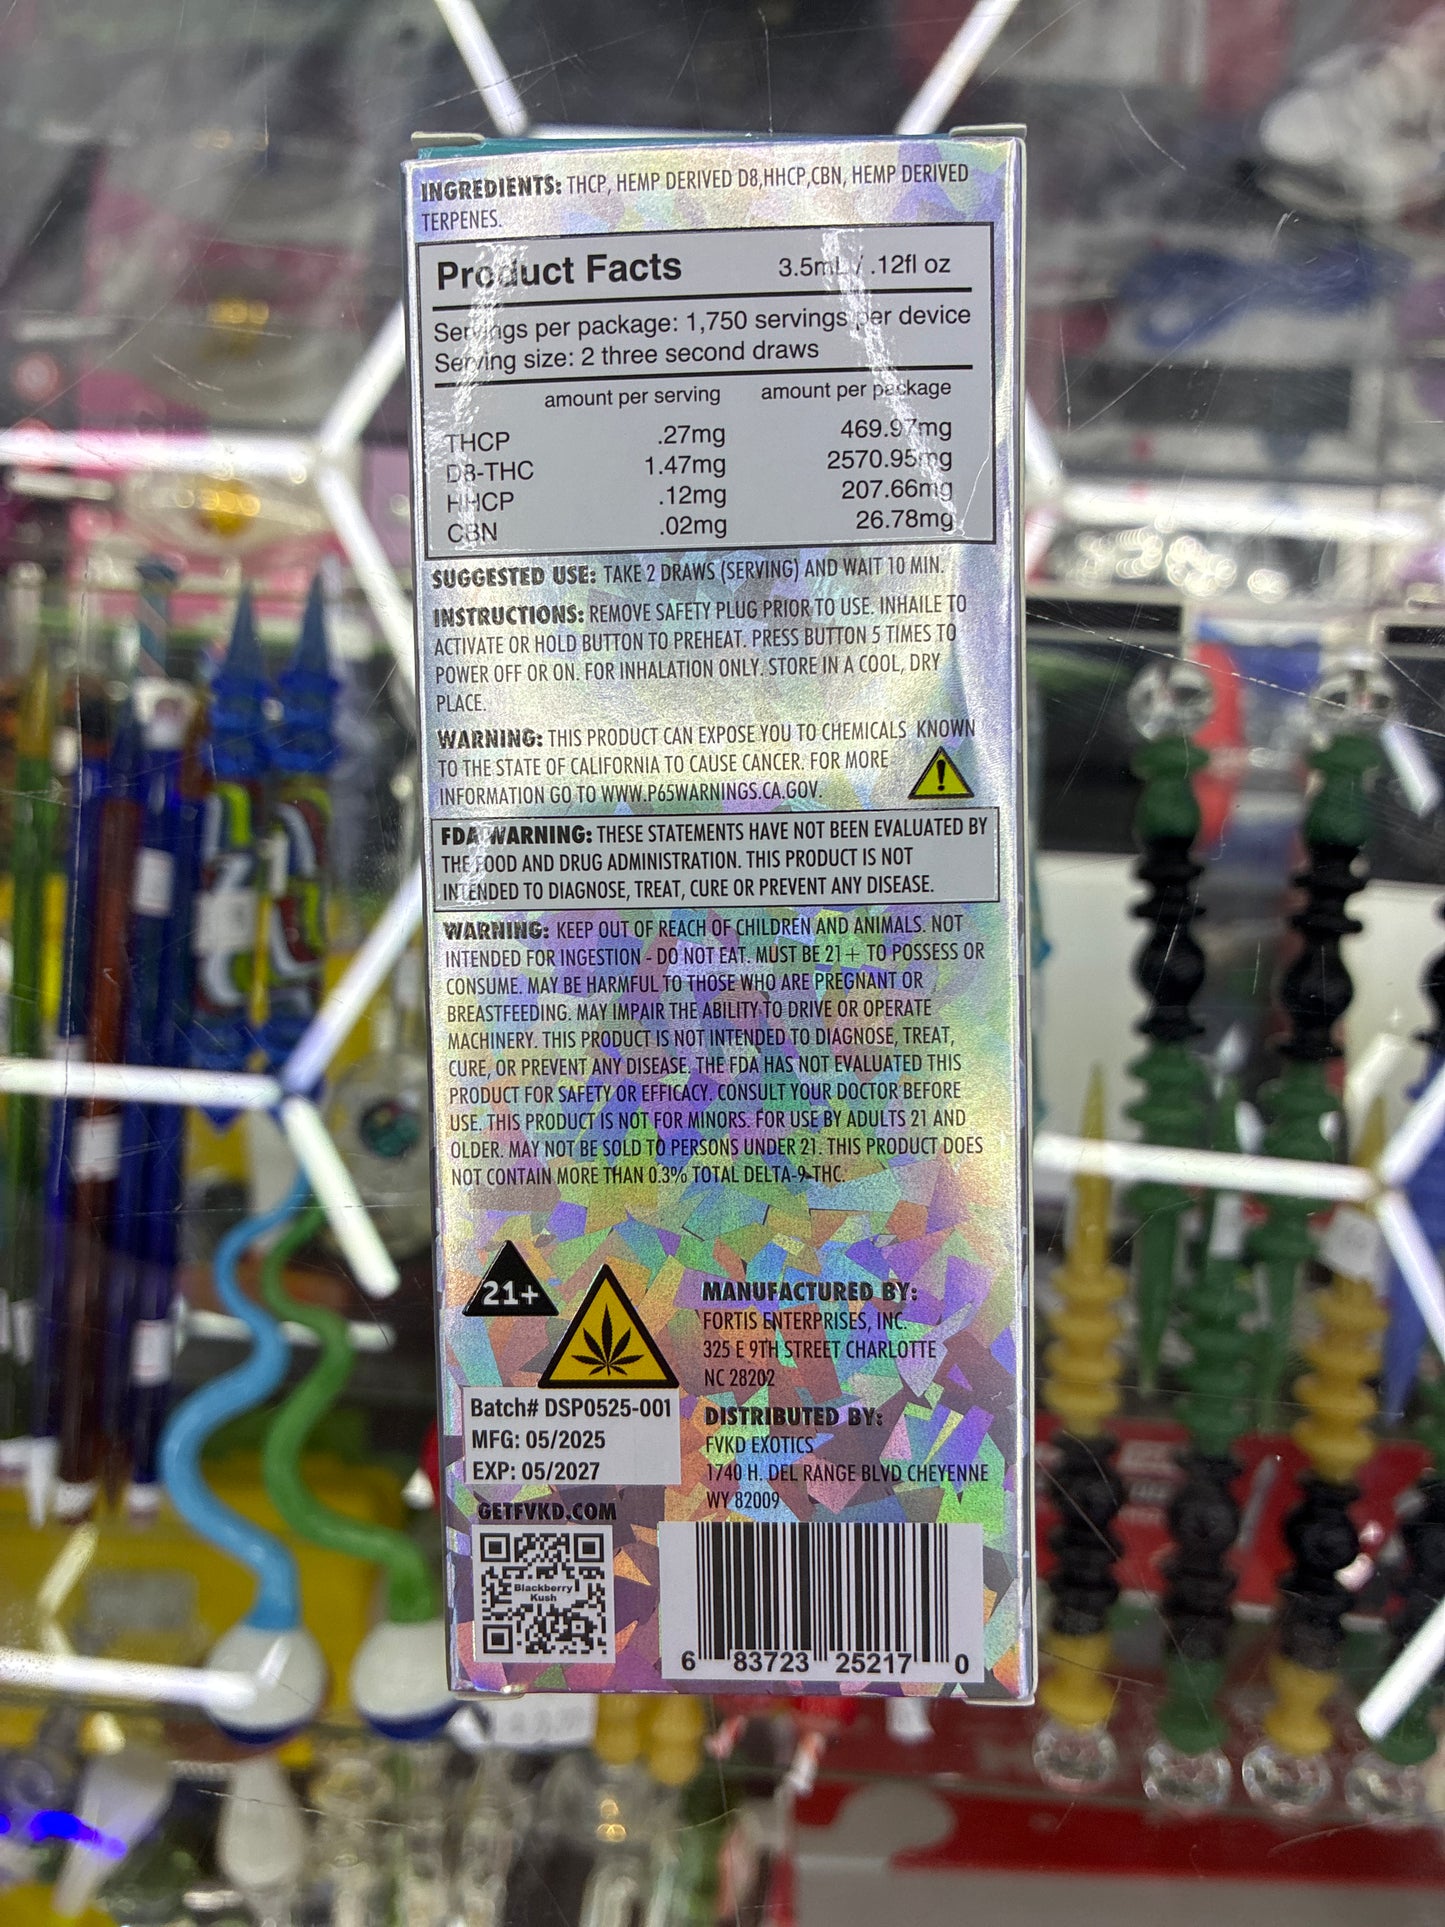 INGREDIENTS: THCP, HEMP DERIVED D8,HHCP,CBN, HEMP DERIVED
TERPENES.
Product Facts 3.5mL / .12fl oz
Servings per package: 1,750 servings per device
Serving size: 2 three second draws
amount per serving amount per package
THCP .27mg 469.97mg
D8-THC 1.47mg 2570.95mg
HHCP .12mg 207.66mg
CBN .02mg 26.78mg
SUGGESTED USE: TAKE 2 DRAWS (SERVING) AND WAIT 10 MIN.
INSTRUCTIONS: REMOVE SAFETY PLUG PRIOR TO USE. INHAILE TO
ACTIVATE OR HOLD BUTTON TO PREHEAT. PRESS BUTTON 5 TIMES TO
POWER OFF OR ON. FOR INHALATION ONLY. STORE IN A COOL, DRY
PLACE.
WARNING: THIS PRODUCT CAN EXPOSE YOU TO CHEMICALS KNOWN
TO THE STATE OF CALIFORNIA TO CAUSE CANCER. FOR MORE
INFORMATION GO TO WWW.P65WARNINGS.CA.GOV.
FDA WARNING: THESE STATEMENTS HAVE NOT BEEN EVALUATED BY
THE FOOD AND DRUG ADMINISTRATION. THIS PRODUCT IS NOT
INTENDED TO DIAGNOSE, TREAT, CURE OR PREVENT ANY DISEASE.
WARNING: KEEP OUT OF REACH OF CHILDREN AND ANIMALS. NOT
INTENDED FOR INGESTION - DO NOT EAT. MUST BE 21+ TO POSSESS OR
CONSUME. MAY BE HARMFUL TO THOSE WHO ARE PREGNANT OR
BREASTFEEDING. MAY IMPAIR THE ABILITY TO DRIVE OR OPERATE
MACHINERY. THIS PRODUCT IS NOT INTENDED TO DIAGNOSE, TREAT,
CURE, OR PREVENT ANY DISEASE. THE FDA HAS NOT EVALUATED THIS
PRODUCT FOR SAFETY OR EFFICACY. CONSULT YOUR DOCTOR BEFORE
USE. THIS PRODUCT IS NOT FOR MINORS. FOR USE BY ADULTS 21 AND
OLDER. MAY NOT BE SOLD TO PERSONS UNDER 21. THIS PRODUCT DOES
NOT CONTAIN MORE THAN 0.3% TOTAL DELTA-9-THC.
21+
MANUFACTURED BY:
FORTIS ENTERPRISES, INC.
325 E 9TH STREET CHARLOTTE
NC 28202
Batch# DSP0525-001
MFG: 05/2025
EXP: 05/2027
DISTRIBUTED BY:
FVKD EXOTICS
1740 H. DEL RANGE BLVD CHEYENNE
WY 82009
GETFVKD.COM
Blackberry
Kush
6 83723 25217 0